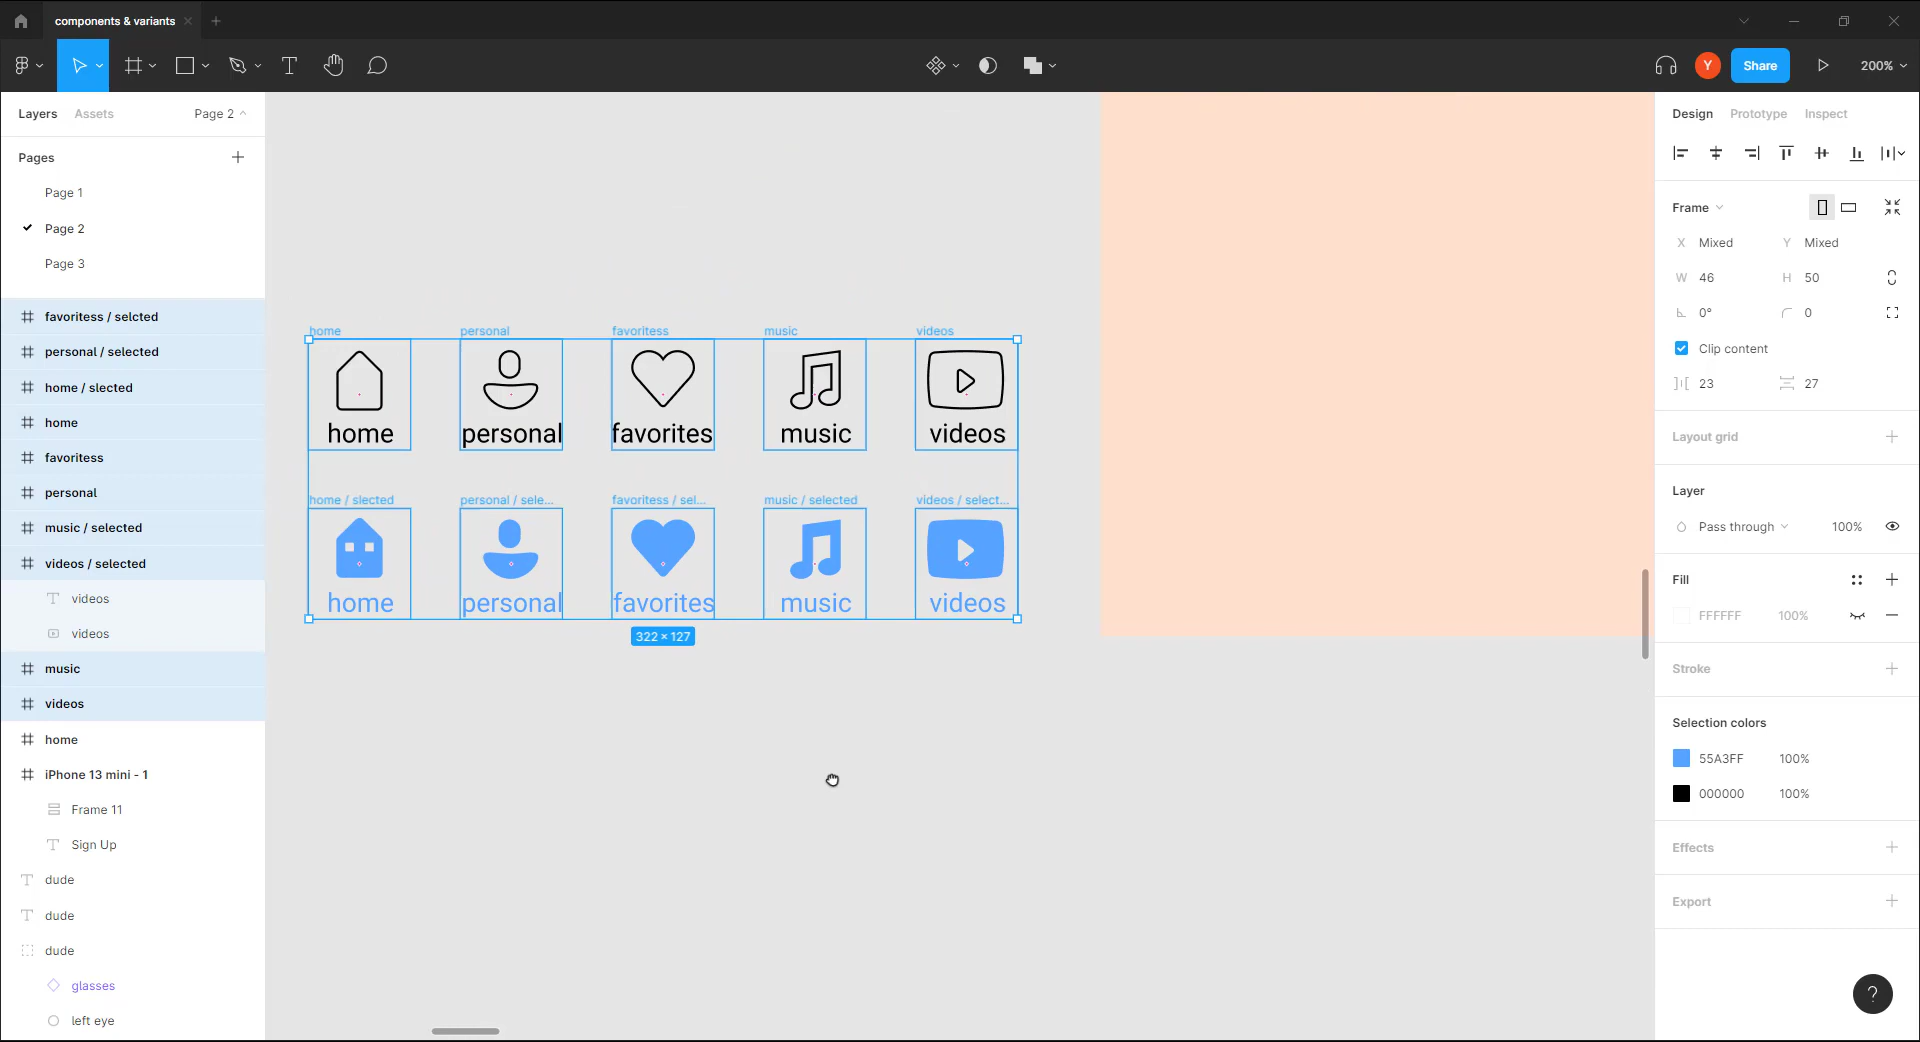 components & variants
T
Y
Share
200%
Layers
Assets
Page 2
Pages
Page 1
Page 2
Page 3
favoritess / selcted
personal / selected
home / slected
home
favoritess
personal
music / selected
videos / selected
T videos
videos
music
videos
home
iPhone 13 mini - 1
Frame 11
T Sign Up
T dude
T dude
dude
glasses
left eye
home
personal
favoritess
music
videos
home
personal
favorites
music
videos
home / slected
personal / sele...
favoritess / sel...
music / selected
videos / select...
home
personal
favorites
music
videos
322 × 127
Design
Prototype
Inspect
Frame
X Mixed
Y Mixed
W 46
H 50
0°
0
Clip content
23
27
Layout grid
Layer
Pass through
100%
Fill
FFFFFF
100%
Stroke
Selection colors
55A3FF
100%
000000
100%
Effects
Export
?